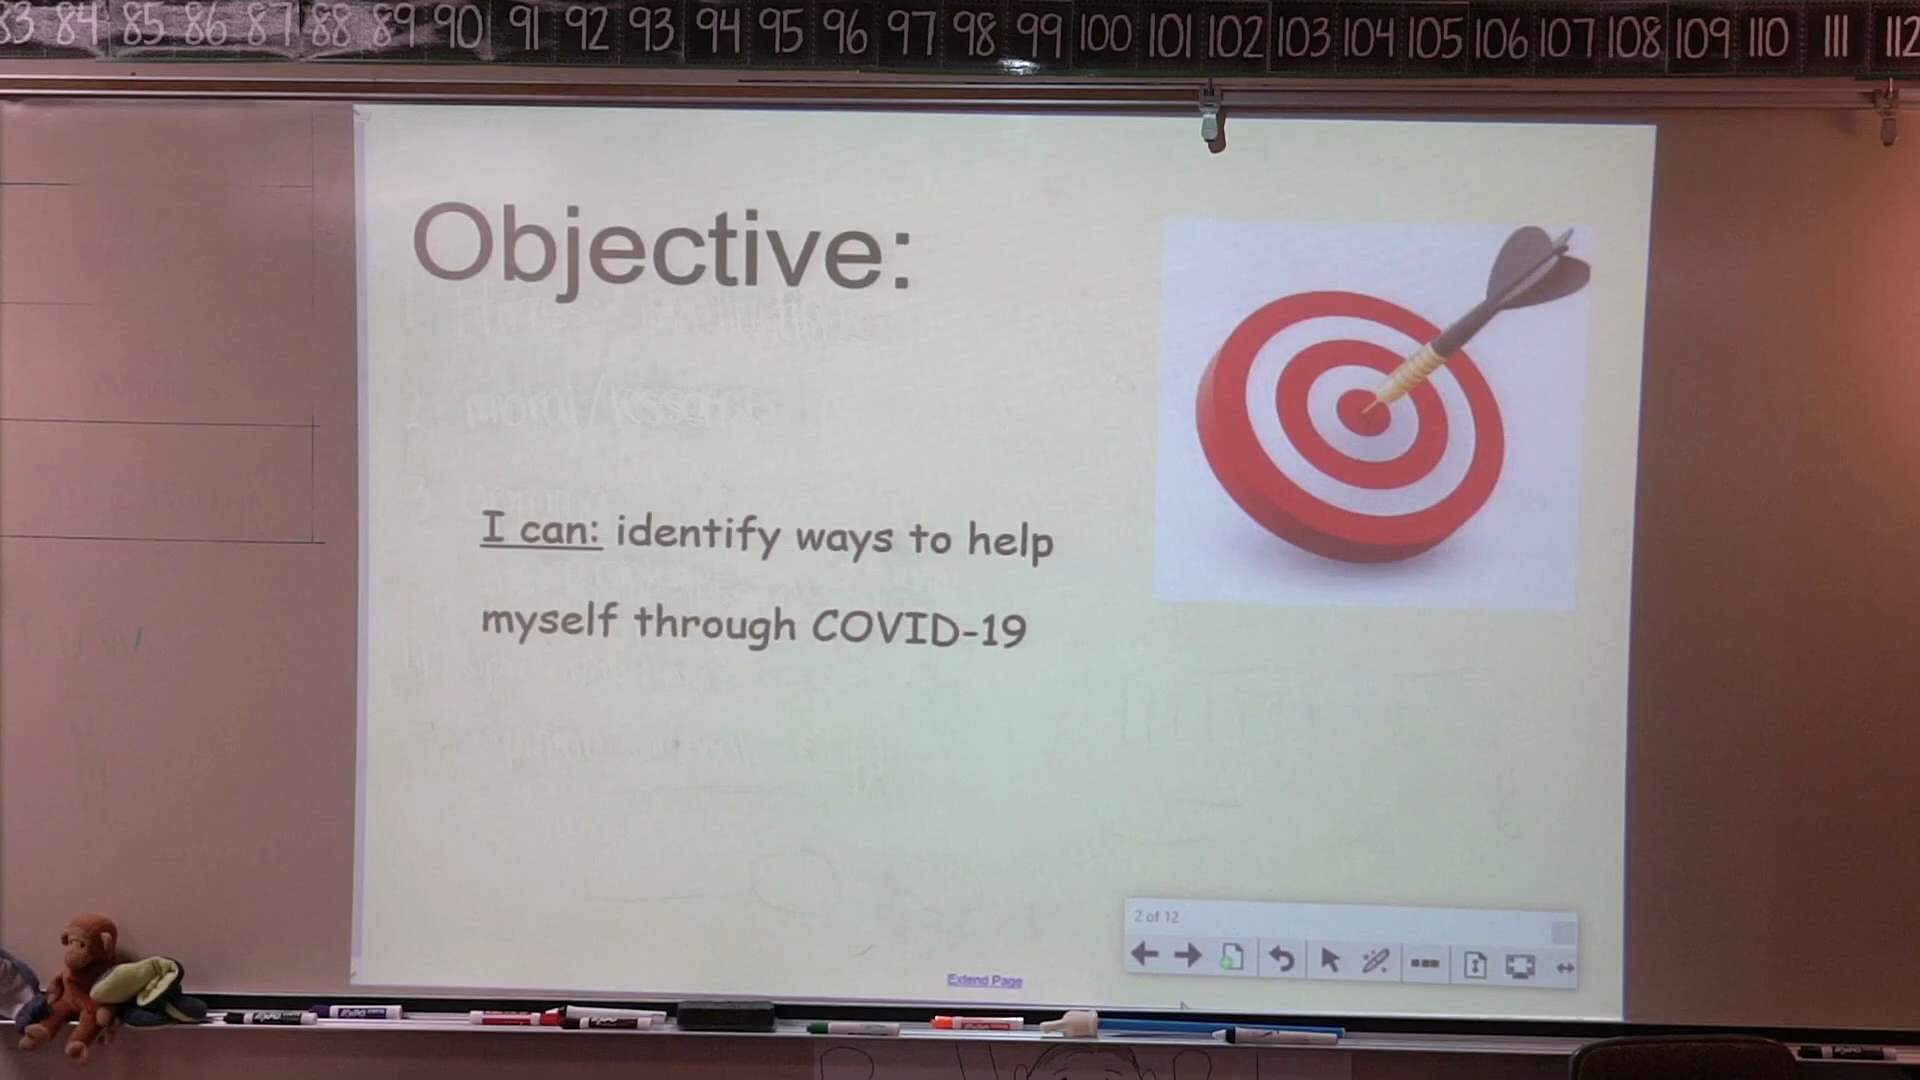 83 84 85 86 87 88 89 90 91 92 93 94 95 96 97 98 99 100 101 102 103 104 105 106 107 108 109 110 111 112
Objective:
I can: identify ways to help
myself through COVID-19
2 of 12
Extend Page